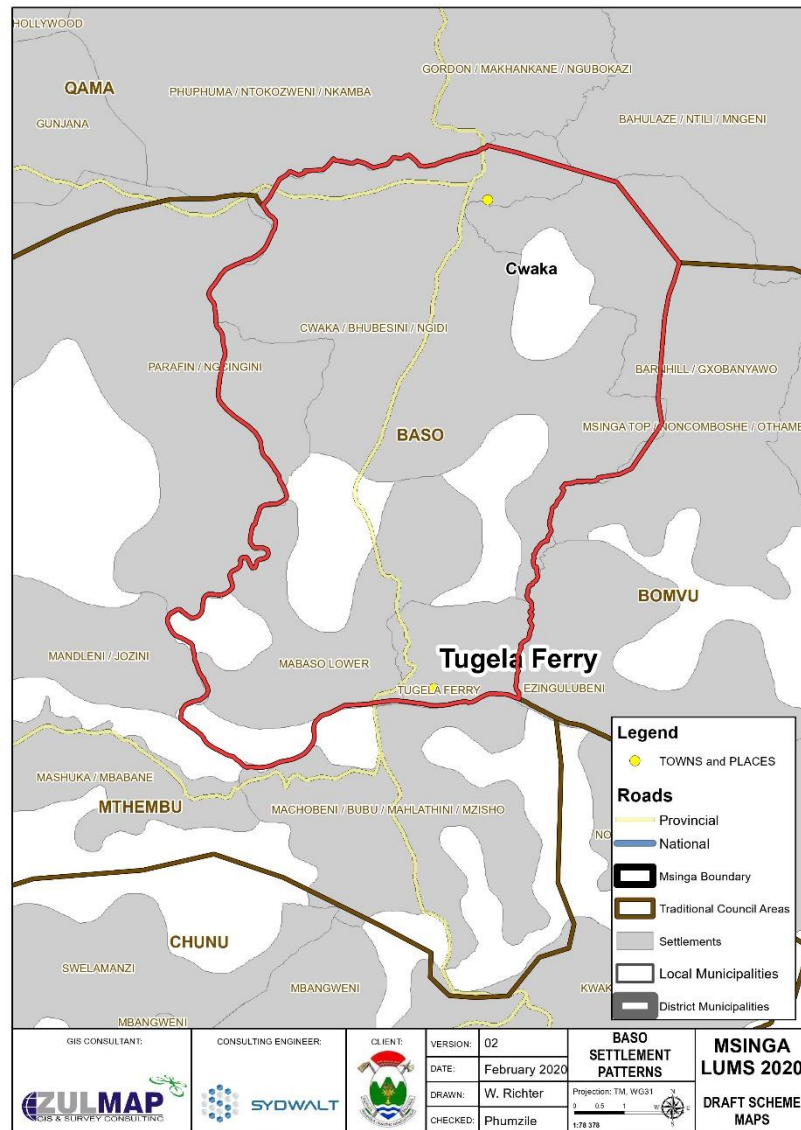 HOLLYWOOD
GORDON / MAKHANKANE / NGUBOKAZI
QAMA
PHUPHUMA / NTOKOZWENI / NKAMBA
GUNJANA
BAHULAZE / NTILI / MNGENI
Cwaka
CWAKA / BHUBESINI / NGIDI
PARAFIN / NGCINGINI
BARNHILL / GXOBANYAWO
BASO
MSINGA TOP / NONCOMBOSHE / OTHAME
BOMVU
MANDLENI / JOZINI
MABASO LOWER
Tugela Ferry
TUGELA FERRY
EZINGULUBENI
MASHUKA / MBABANE
MTHEMBU
MACHOBENI / BUBU / MAHLATHINI / MZISHO
NO
CHUNU
SWELAMANZI
MBANGWENI
KWAK
MBANGWENI
Legend
TOWNS and PLACES
Roads
Provincial
National
Msinga Boundary
Traditional Council Areas
Settlements
Local Municipalities
District Municipalities
GIS CONSULTANT:
ZULMAP
GIS & SURVEY CONSULTING
CONSULTING ENGINEER:
SYDWALT
CLIENT:
VERSION: 02
DATE: February 2020
DRAWN: W. Richter
CHECKED: Phumzile
BASO
SETTLEMENT
PATTERNS
Projection: TM, WG31
0 0.5 1
1:78 378
MSINGA
LUMS 2020
DRAFT SCHEME
MAPS